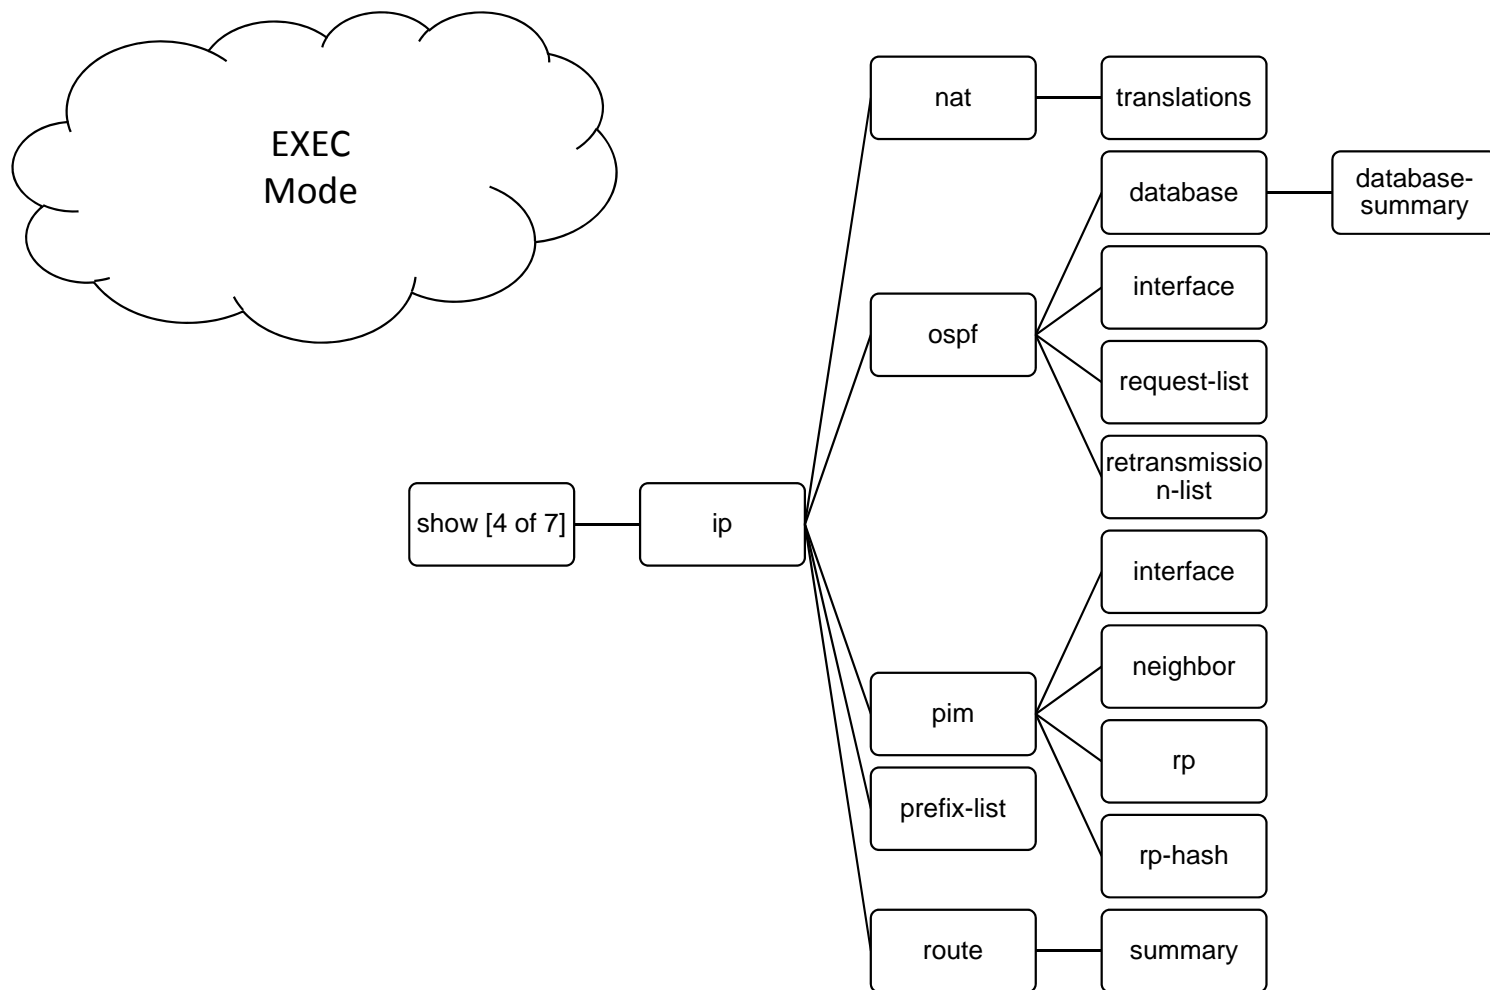 EXEC
Mode
nat
translations
database
database-
summary
interface
ospf
request-list
retransmissio
n-list
show [4 of 7]
ip
interface
neighbor
pim
rp
prefix-list
rp-hash
route
summary